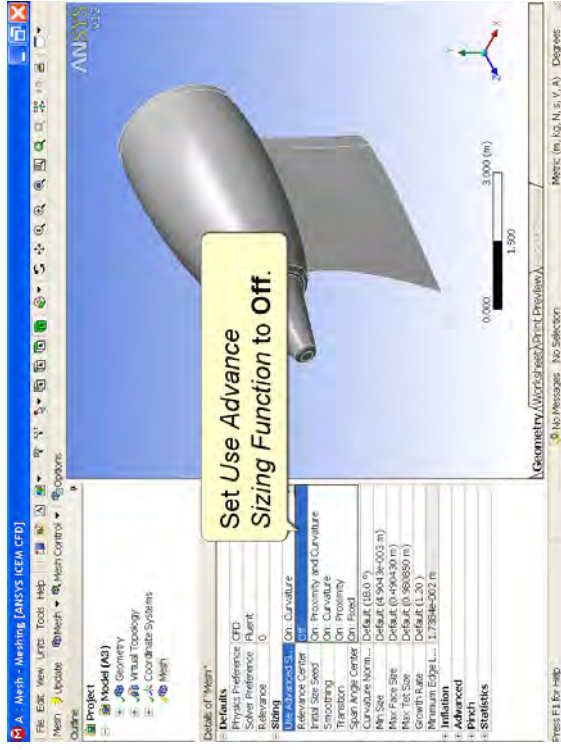 A : Mesh - Meshing [ANSYS ICEM CFD]
File Edit View Units Tools Help
Mesh Update Mesh Mesh Control Options
Outline
Project
Model (A3)
Geometry
Virtual Topology
Coordinate Systems
Mesh
Details of "Mesh"
Defaults
Physics Preference CFD
Solver Preference Fluent
Relevance 0
Sizing
Use Advanced S... On: Curvature
Relevance Center Off
Initial Size Seed On: Proximity and Curvature
Smoothing On: Curvature
Transition On: Proximity
Span Angle Center On: Fixed
Curvature Norm... Default (18.0 °)
Min Size Default (4.9043e-003 m)
Max Face Size Default (0.490430 m)
Max Tet Size Default (0.980850 m)
Growth Rate Default (1.20 )
Minimum Edge L... 1.7384e-002 m
Inflation
Advanced
Pinch
Statistics
Set Use Advance
Sizing Function to Off.
ANSYS
v12
Y
X
Z
0.000 3.000 (m)
1.500
Geometry Worksheet Print Preview
Press F1 for Help No Messages No Selection Metric (m, kg, N, s, V, A) Degrees